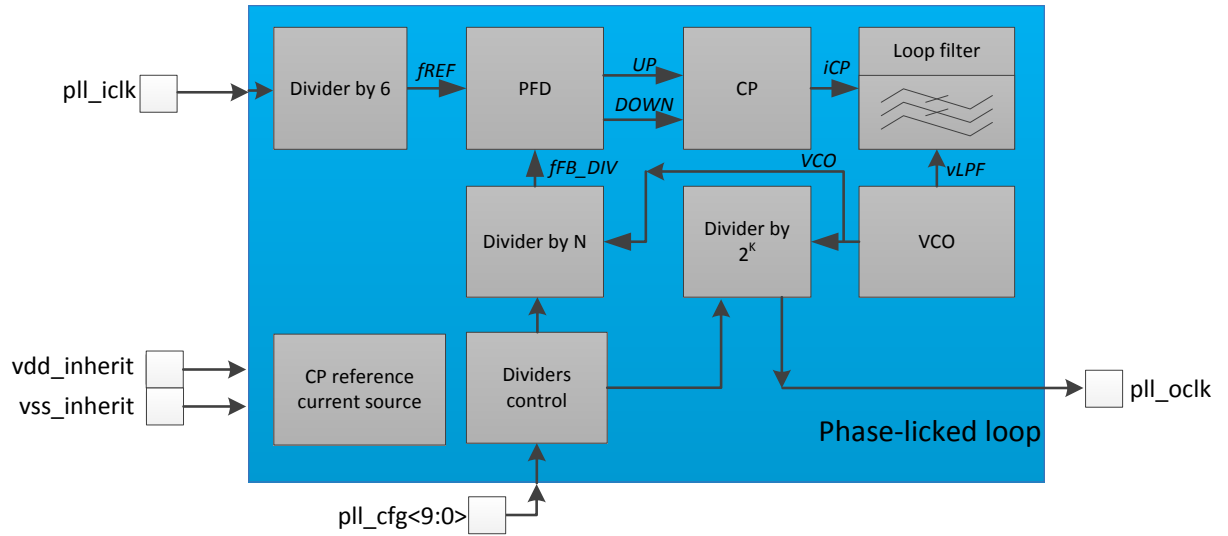 pll_iclk
Divider by 6
fREF
PFD
UP
DOWN
CP
iCP
Loop filter
fFB_DIV
VCO
vLPF
Divider by N
Divider by
2^K
VCO
vdd_inherit
vss_inherit
CP reference
current source
Dividers
control
pll_oclk
Phase-licked loop
pll_cfg<9:0>